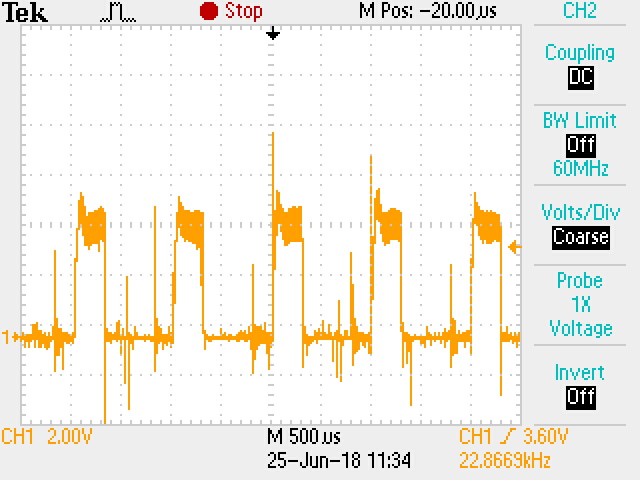 Tek Stop M Pos: -20.00µs CH2
Coupling
DC
BW Limit
Off
60MHz
Volts/Div
Coarse
Probe
1X
Voltage
Invert
Off
1
CH1 2.00V M 500µs CH1 3.60V
25-Jun-18 11:34 22.8669kHz